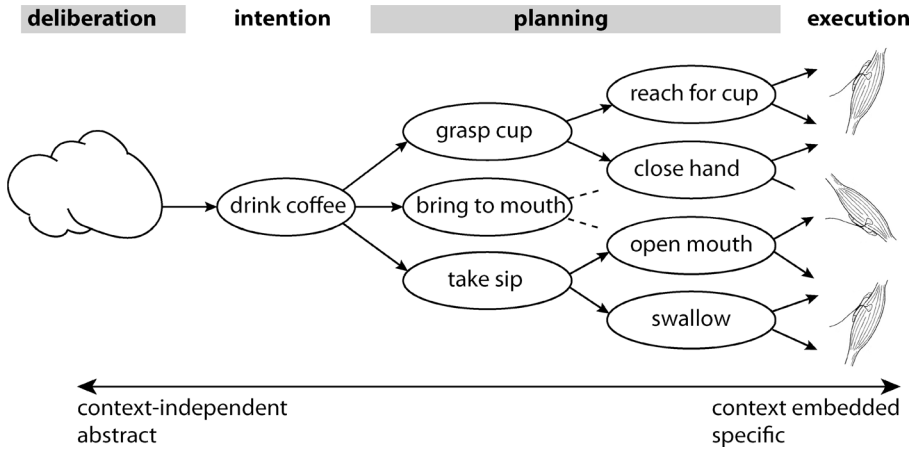 deliberation
intention
planning
execution
reach for cup
grasp cup
close hand
drink coffee
bring to mouth
open mouth
take sip
swallow
context-independent
abstract
context embedded
specific